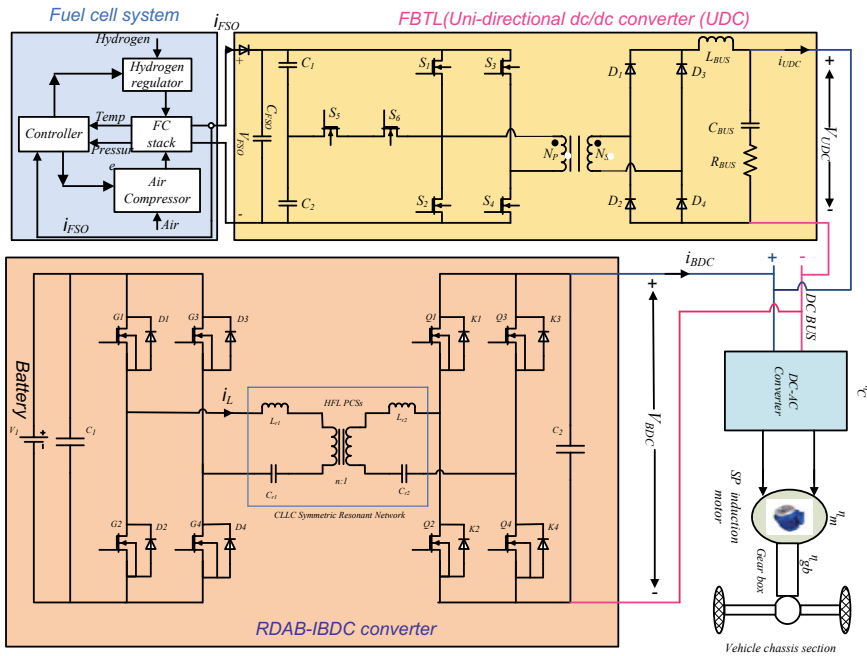 Fuel cell system
Hydrogen
Hydrogen
regulator
Controller
Temp
Pressur
e
FC
stack
Air
Compressor
Air
i_FSO
i_FSO
FBTL(Uni-directional dc/dc converter (UDC)
+
C_FSO
V_FSO
-
C_1
C_2
S_5
S_6
S_1
S_3
S_2
S_4
N_P
N_S
D_1
D_3
D_2
D_4
L_BUS
C_BUS
R_BUS
i_UDC
+
V_UDC
-
Battery
V_1
+
-
C_1
G1
D1
G3
D3
G2
D2
G4
D4
i_L
HFL PCSs
L_r1
L_r2
C_r1
n:1
C_r2
CLLC Symmetric Resonant Network
Q1
K1
Q3
K3
Q2
K2
Q4
K4
C_2
RDAB-IBDC converter
i_BDC
+
V_BDC
-
+
-
DC BUS
DC-AC
Converter
SP induction
motor
η_m
Gear box
η_gb
Vehicle chassis section